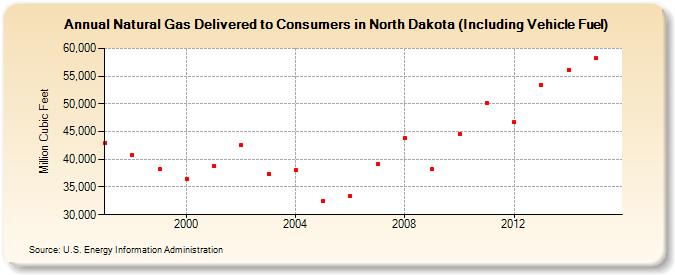 Annual Natural Gas Delivered to Consumers in North Dakota (Including Vehicle Fuel)
Million Cubic Feet
60,000
55,000
50,000
45,000
40,000
35,000
30,000
2000 2004 2008 2012
Source: U.S. Energy Information Administration